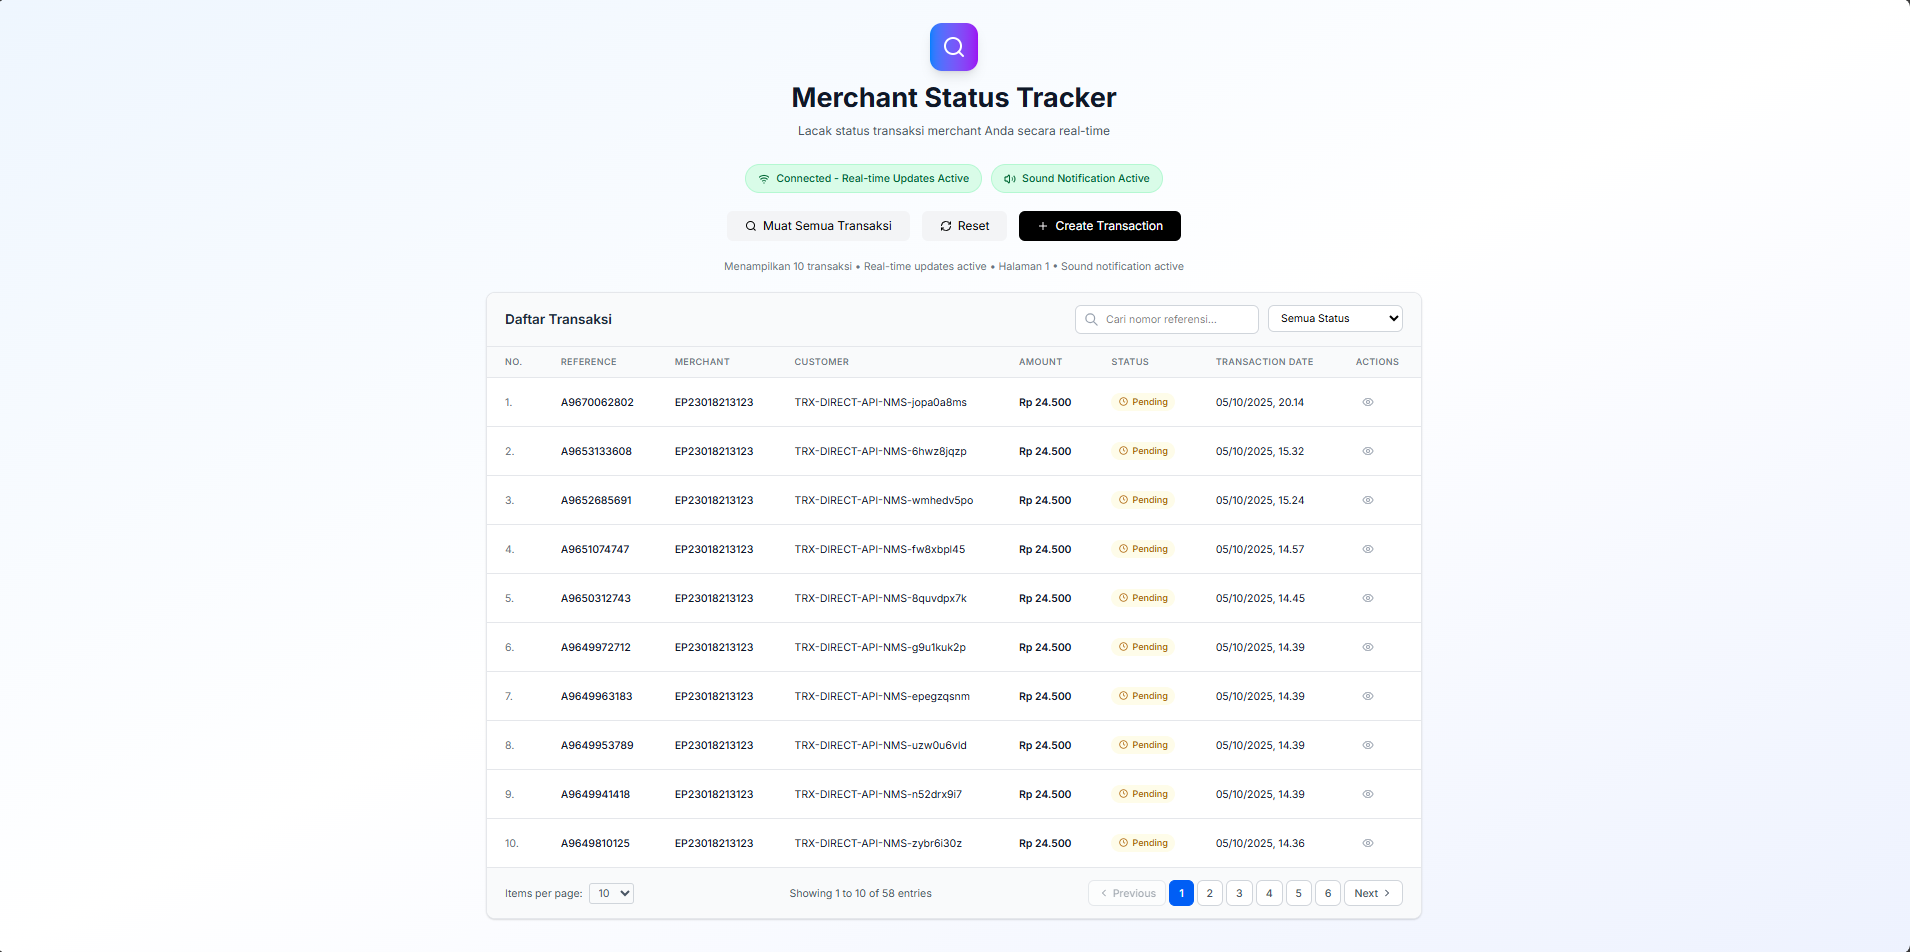 Merchant Status Tracker
Lacak status transaksi merchant Anda secara real-time
Connected - Real-time Updates Active Sound Notification Active
Muat Semua Transaksi Reset + Create Transaction
Menampilkan 10 transaksi • Real-time updates active • Halaman 1 • Sound notification active
Daftar Transaksi Cari nomor referensi... Semua Status
NO. REFERENCE MERCHANT CUSTOMER AMOUNT STATUS TRANSACTION DATE ACTIONS
1. A9670062802 EP23018213123 TRX-DIRECT-API-NMS-jopa0a8ms Rp 24.500 Pending 05/10/2025, 20.14
2. A9653133608 EP23018213123 TRX-DIRECT-API-NMS-6hwz8jqzp Rp 24.500 Pending 05/10/2025, 15.32
3. A9652685691 EP23018213123 TRX-DIRECT-API-NMS-wmhedv5po Rp 24.500 Pending 05/10/2025, 15.24
4. A9651074747 EP23018213123 TRX-DIRECT-API-NMS-fw8xbpl45 Rp 24.500 Pending 05/10/2025, 14.57
5. A9650312743 EP23018213123 TRX-DIRECT-API-NMS-8quvdpx7k Rp 24.500 Pending 05/10/2025, 14.45
6. A9649972712 EP23018213123 TRX-DIRECT-API-NMS-g9u1kuk2p Rp 24.500 Pending 05/10/2025, 14.39
7. A9649963183 EP23018213123 TRX-DIRECT-API-NMS-epegzqsnm Rp 24.500 Pending 05/10/2025, 14.39
8. A9649953789 EP23018213123 TRX-DIRECT-API-NMS-uzw0u6vld Rp 24.500 Pending 05/10/2025, 14.39
9. A9649941418 EP23018213123 TRX-DIRECT-API-NMS-n52drx9i7 Rp 24.500 Pending 05/10/2025, 14.39
10. A9649810125 EP23018213123 TRX-DIRECT-API-NMS-zybr6i30z Rp 24.500 Pending 05/10/2025, 14.36
Items per page: 10 Showing 1 to 10 of 58 entries Previous 1 2 3 4 5 6 Next